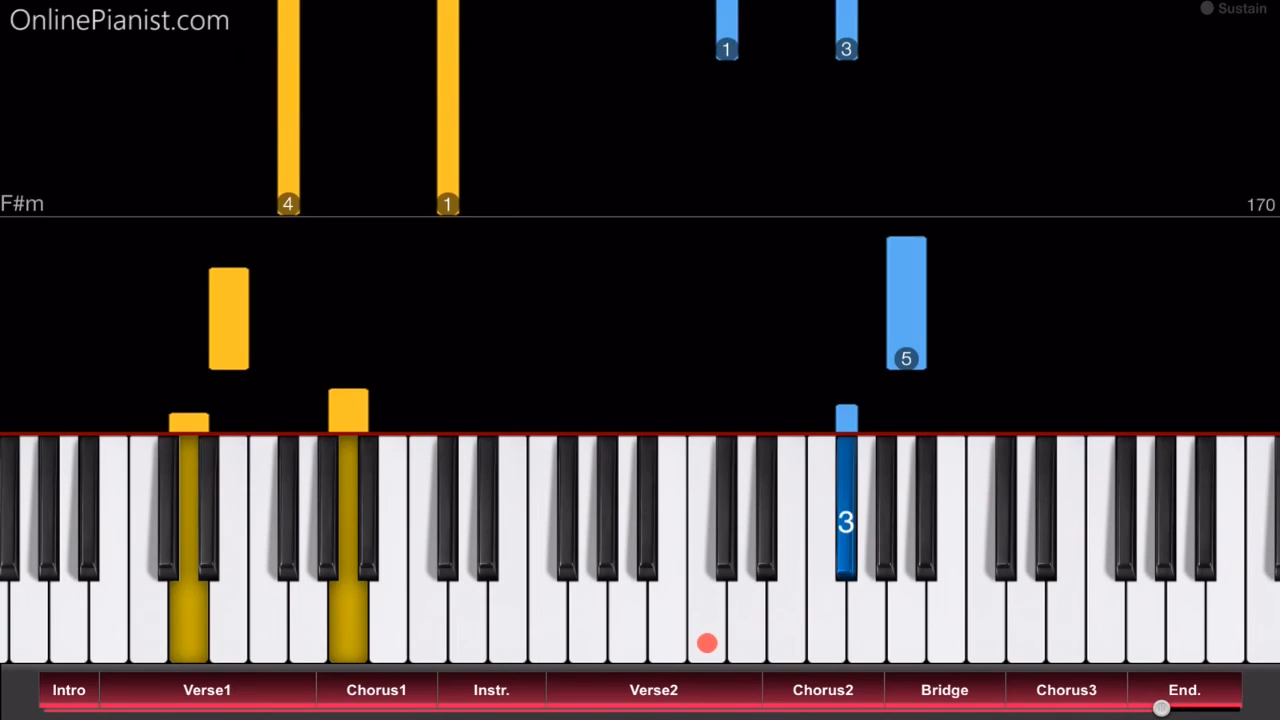 OnlinePianist.com
Sustain
1
3
4
1
F#m
170
5
3
Intro
Verse1
Chorus1
Instr.
Verse2
Chorus2
Bridge
Chorus3
End.